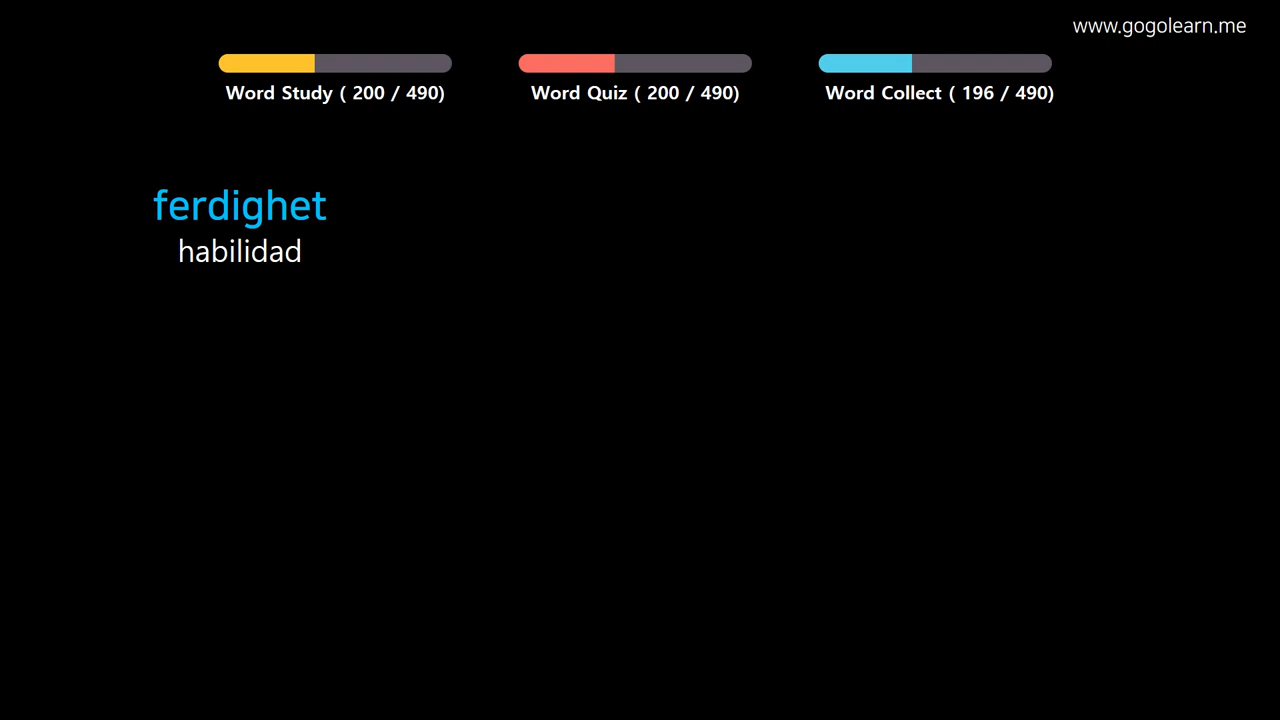 www.gogolearn.me
Word Study ( 200 / 490)
Word Quiz ( 200 / 490)
Word Collect ( 196 / 490)
ferdighet
habilidad